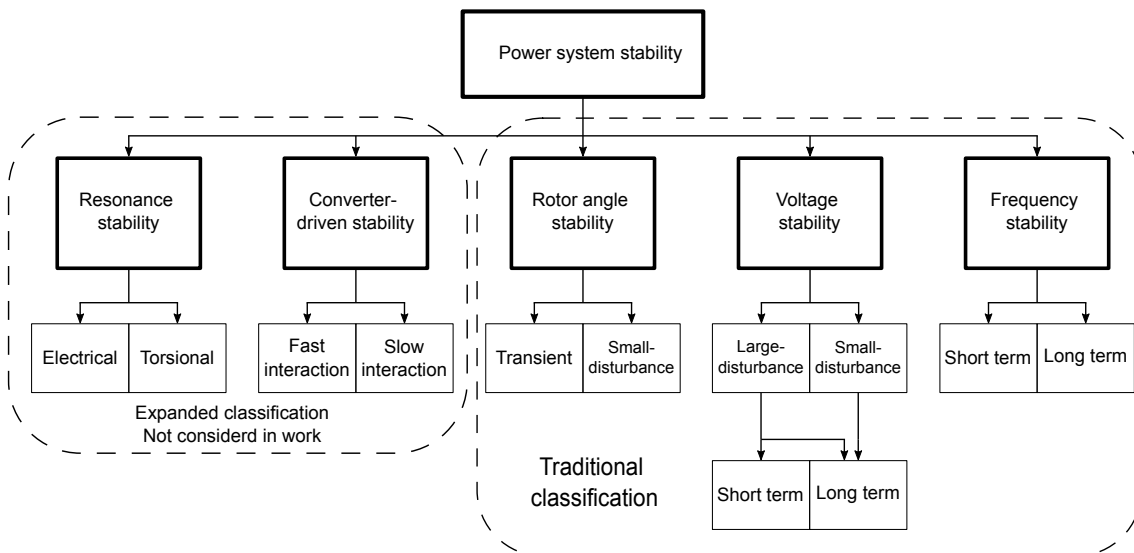 Power system stability
Resonance
stability
Converter-
driven stability
Rotor angle
stability
Voltage
stability
Frequency
stability
Electrical
Torsional
Fast
interaction
Slow
interaction
Transient
Small-
disturbance
Large-
disturbance
Small-
disturbance
Short term
Long term
Expanded classification
Not considerd in work
Traditional
classification
Short term
Long term